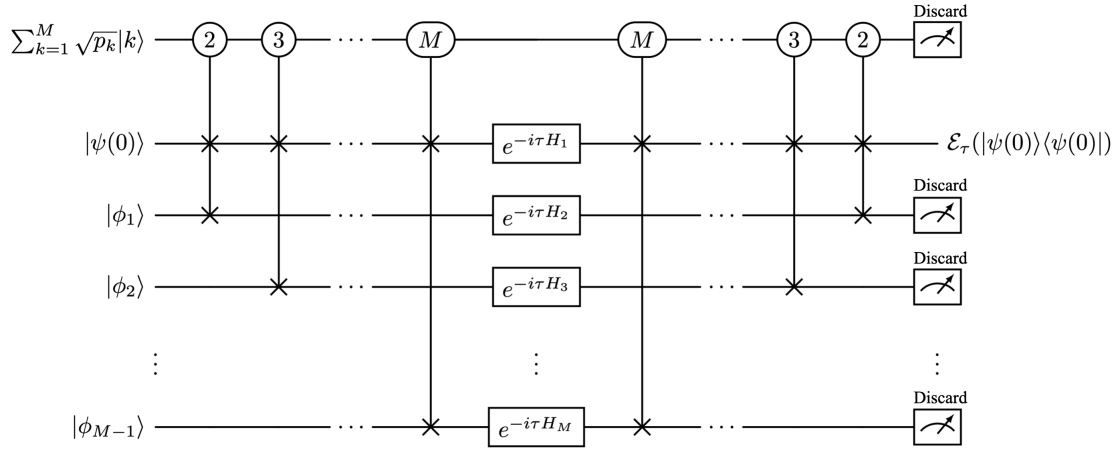 Discard
∑_{k=1}^{M} √p_k |k⟩ 2 3 ⋯ M M ⋯ 3 2
|ψ(0)⟩ e^{-iτH_1} ⋯ ⋯ ℰ_τ(|ψ(0)⟩⟨ψ(0)|)
Discard
|ϕ_1⟩ ⋯ e^{-iτH_2} ⋯
Discard
|ϕ_2⟩ ⋯ e^{-iτH_3} ⋯
⋮ ⋮ ⋮
Discard
|ϕ_{M−1}⟩ ⋯ e^{-iτH_M} ⋯